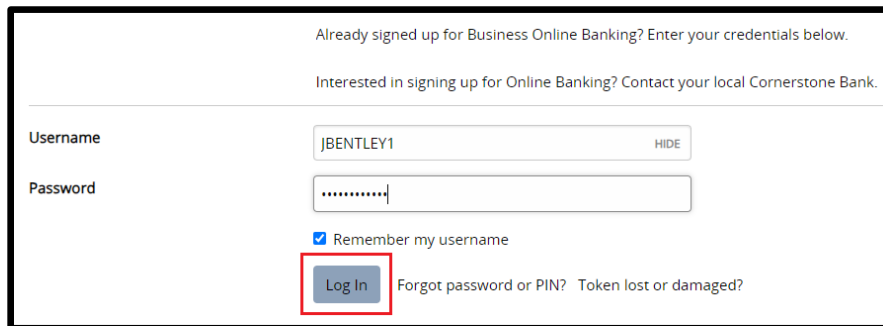 Already signed up for Business Online Banking? Enter your credentials below.
Interested in signing up for Online Banking? Contact your local Cornerstone Bank.
Username JBENTLEY1 HIDE
Password ••••••••••••
Remember my username
Log In Forgot password or PIN? Token lost or damaged?